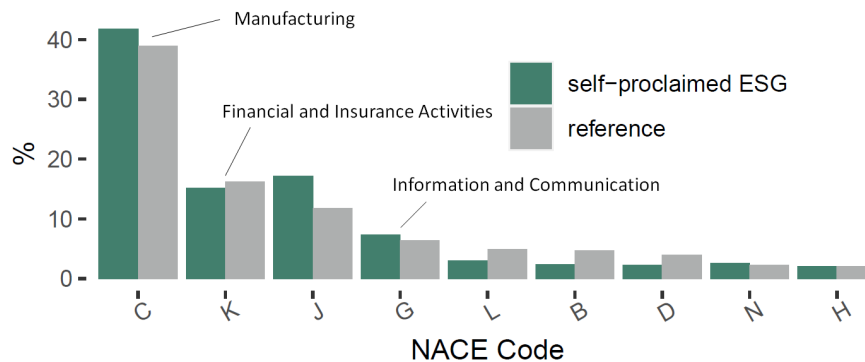 Manufacturing
40
self-proclaimed ESG
30
Financial and Insurance Activities
reference
%
20
Information and Communication
10
0
C K J G L B D N H
NACE Code